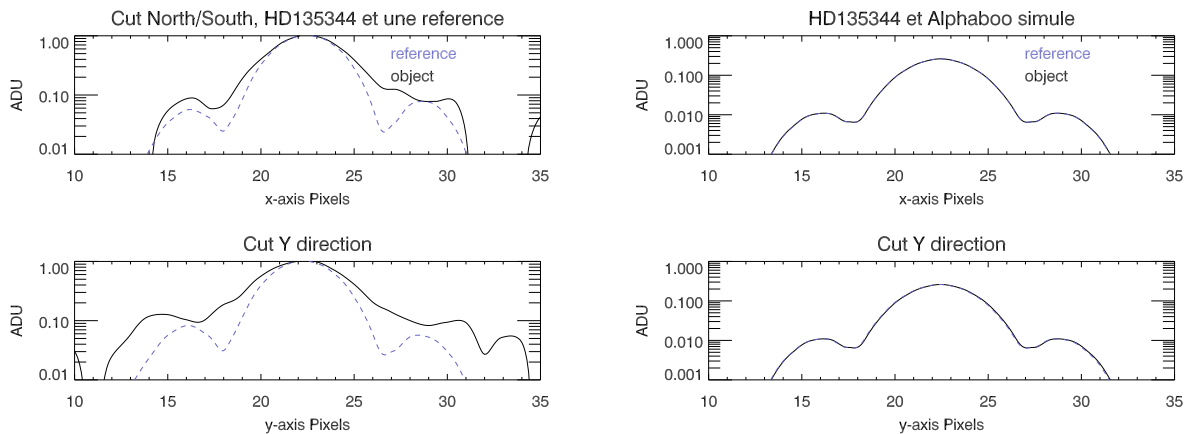 Cut North/South, HD135344 et une reference
1.00
0.10
0.01
ADU
reference
object
10 15 20 25 30 35
x-axis Pixels
HD135344 et Alphaboo simule
1.000
0.100
0.010
0.001
ADU
reference
object
10 15 20 25 30 35
x-axis Pixels
Cut Y direction
1.00
0.10
0.01
ADU
10 15 20 25 30 35
y-axis Pixels
Cut Y direction
1.000
0.100
0.010
0.001
ADU
10 15 20 25 30 35
y-axis Pixels